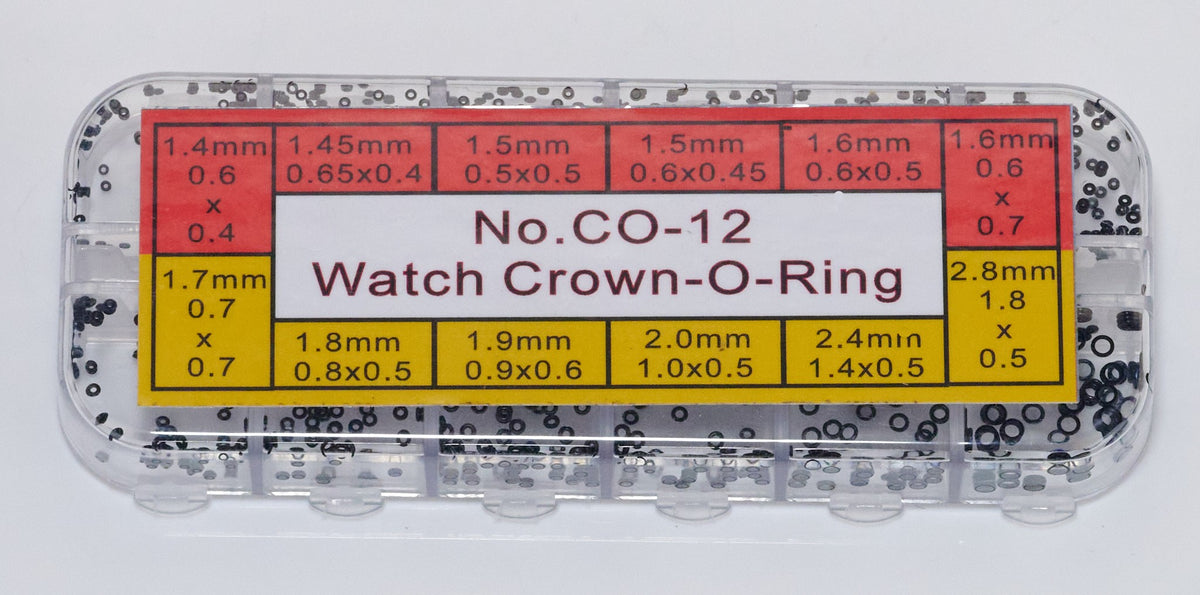 1.4mm
0.6
x
0.4
1.45mm
0.65x0.4
1.5mm
0.5x0.5
1.5mm
0.6x0.45
1.6mm
0.6x0.5
1.6mm
0.6
x
0.7
No.CO-12
Watch Crown-O-Ring
1.7mm
0.7
x
0.7
1.8mm
0.8x0.5
1.9mm
0.9x0.6
2.0mm
1.0x0.5
2.4mm
1.4x0.5
2.8mm
1.8
x
0.5